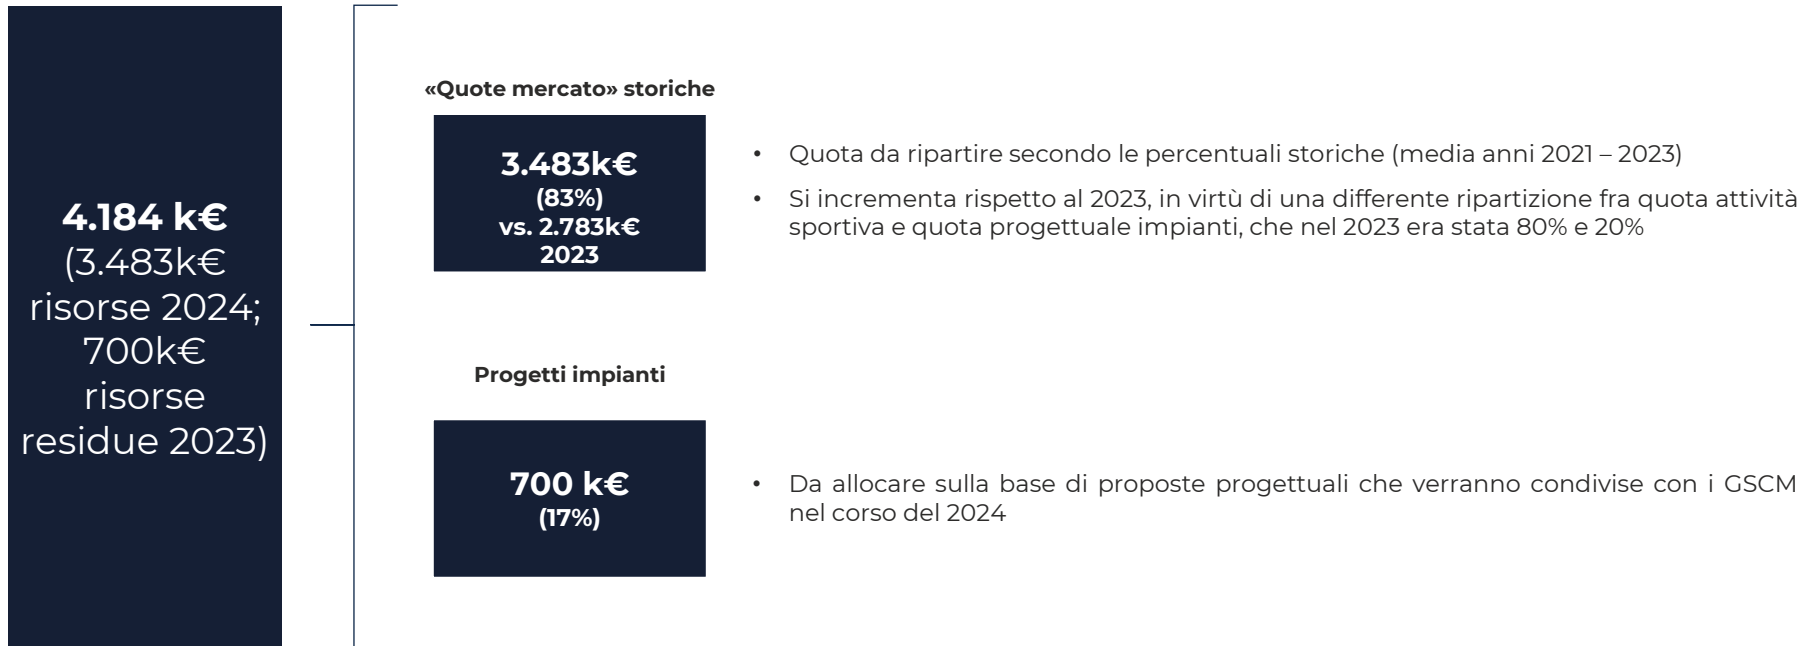 4.184 k€
(3.483k€
risorse 2024;
700k€
risorse
residue 2023)
«Quote mercato» storiche
3.483k€
(83%)
vs. 2.783k€
2023
• Quota da ripartire secondo le percentuali storiche (media anni 2021 – 2023)
• Si incrementa rispetto al 2023, in virtù di una differente ripartizione fra quota attività
sportiva e quota progettuale impianti, che nel 2023 era stata 80% e 20%
Progetti impianti
700 k€
(17%)
• Da allocare sulla base di proposte progettuali che verranno condivise con i GSCM
nel corso del 2024